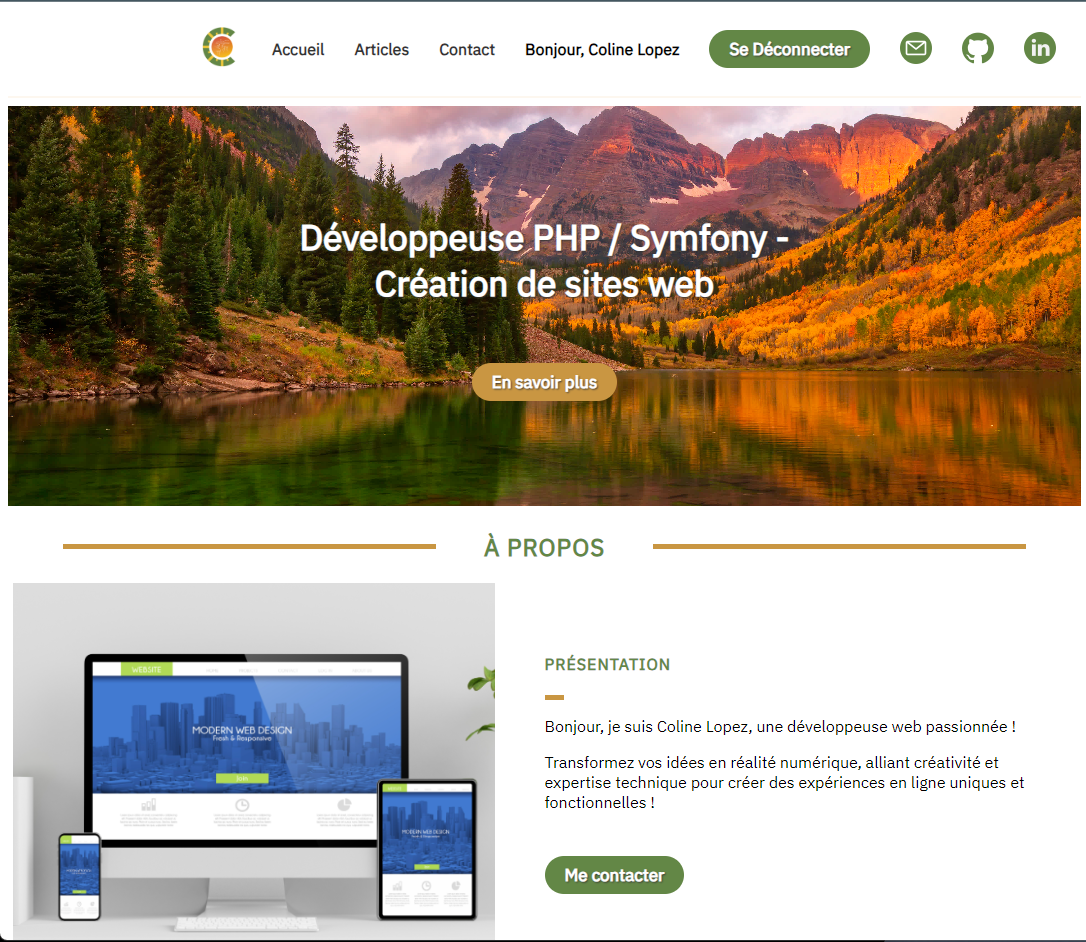 Accueil Articles Contact Bonjour, Coline Lopez Se Déconnecter in
Développeuse PHP / Symfony -
Création de sites web
En savoir plus
À PROPOS
WEBSITE
MODERN WEB DESIGN
Fresh & Responsive
MODERN WEB DESIGN
Fresh & Responsive
PRÉSENTATION
Bonjour, je suis Coline Lopez, une développeuse web passionnée !
Transformez vos idées en réalité numérique, alliant créativité et
expertise technique pour créer des expériences en ligne uniques et
fonctionnelles !
Me contacter